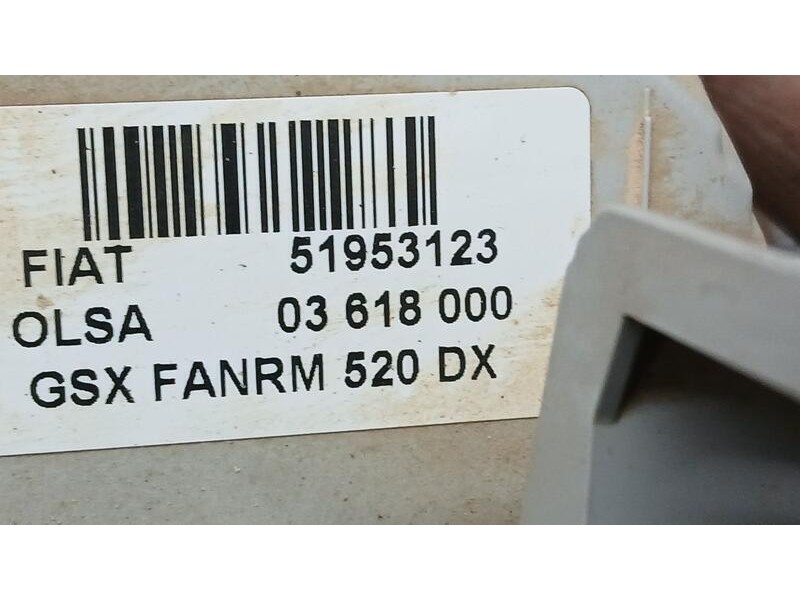 FIAT 51953123
OLSA 03 618 000
GSX FANRM 520 DX